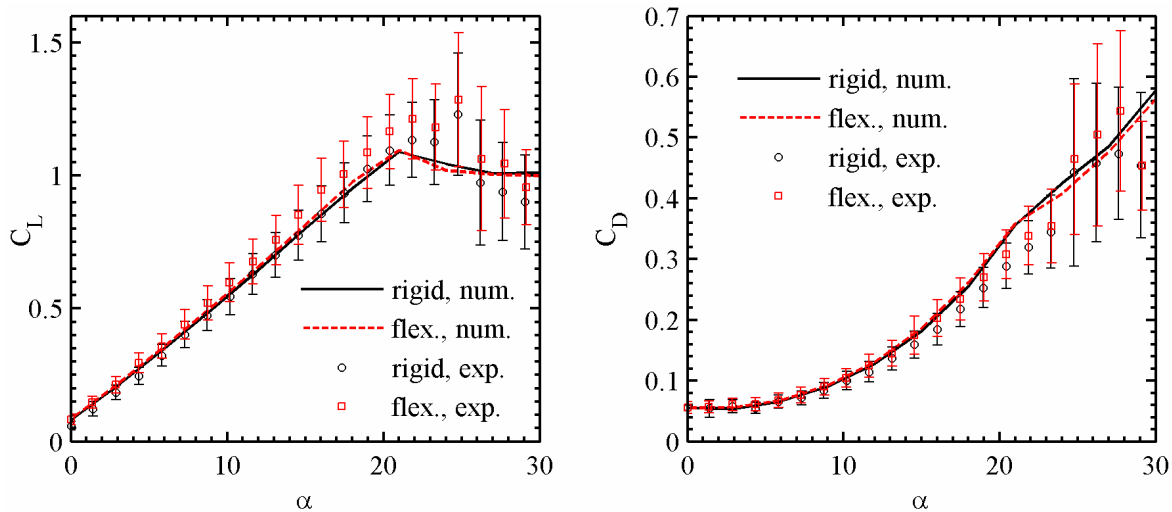 1.5
1
0.5
0
0
10
20
30
C_L
α
rigid, num.
flex., num.
rigid, exp.
flex., exp.
0.7
0.6
0.5
0.4
0.3
0.2
0.1
0
0
10
20
30
C_D
α
rigid, num.
flex., num.
rigid, exp.
flex., exp.